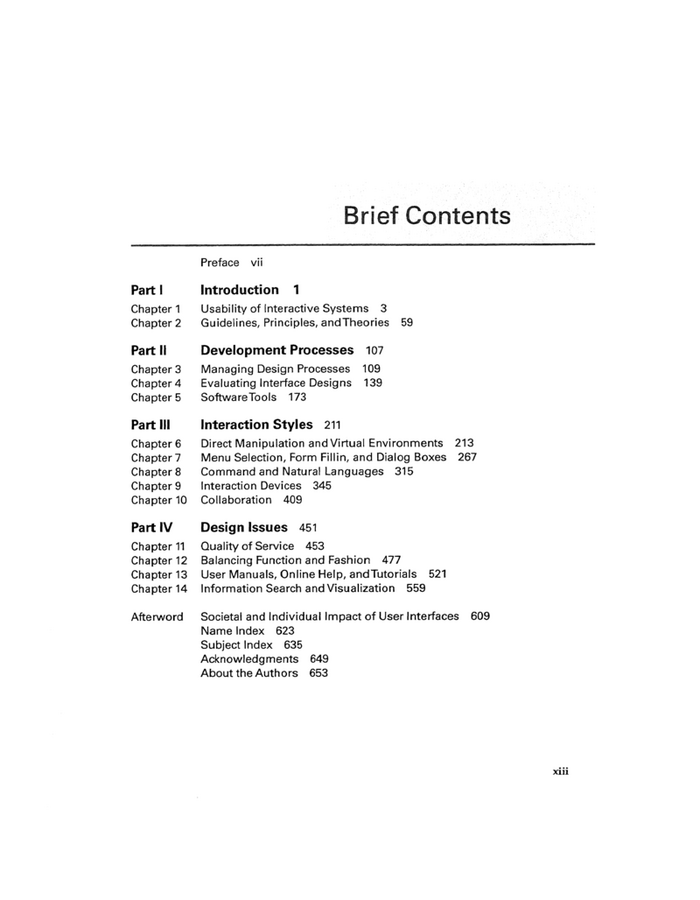 Brief Contents
Preface vii
Part I Introduction 1
Chapter 1 Usability of Interactive Systems 3
Chapter 2 Guidelines, Principles, and Theories 59
Part II Development Processes 107
Chapter 3 Managing Design Processes 109
Chapter 4 Evaluating Interface Designs 139
Chapter 5 Software Tools 173
Part III Interaction Styles 211
Chapter 6 Direct Manipulation and Virtual Environments 213
Chapter 7 Menu Selection, Form Fillin, and Dialog Boxes 267
Chapter 8 Command and Natural Languages 315
Chapter 9 Interaction Devices 345
Chapter 10 Collaboration 409
Part IV Design Issues 451
Chapter 11 Quality of Service 453
Chapter 12 Balancing Function and Fashion 477
Chapter 13 User Manuals, Online Help, and Tutorials 521
Chapter 14 Information Search and Visualization 559
Afterword Societal and Individual Impact of User Interfaces 609
Name Index 623
Subject Index 635
Acknowledgments 649
About the Authors 653
xiii